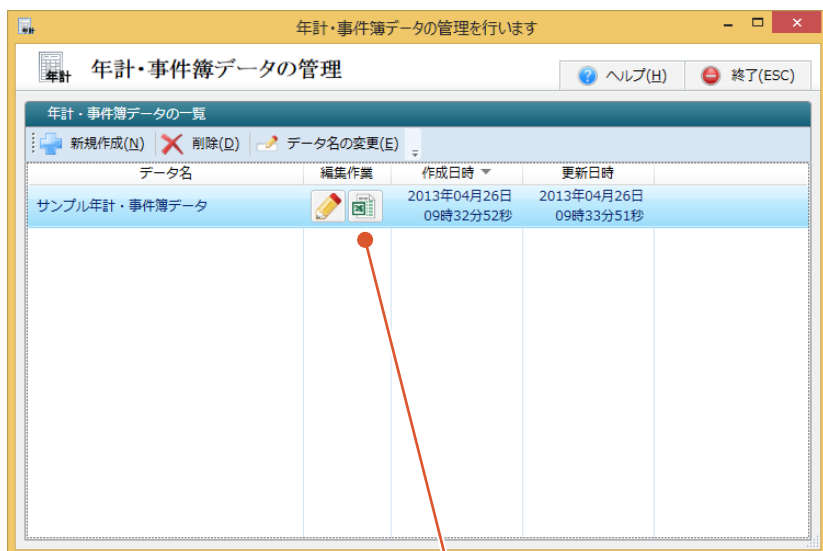 年計・事件簿データの管理を行います
年計 年計・事件簿データの管理
ヘルプ(H) 終了(ESC)
年計・事件簿データの一覧
新規作成(N) 削除(D) データ名の変更(E)
データ名 編集作業 作成日時 更新日時
サンプル年計・事件簿データ 2013年04月26日 09時32分52秒 2013年04月26日 09時33分51秒